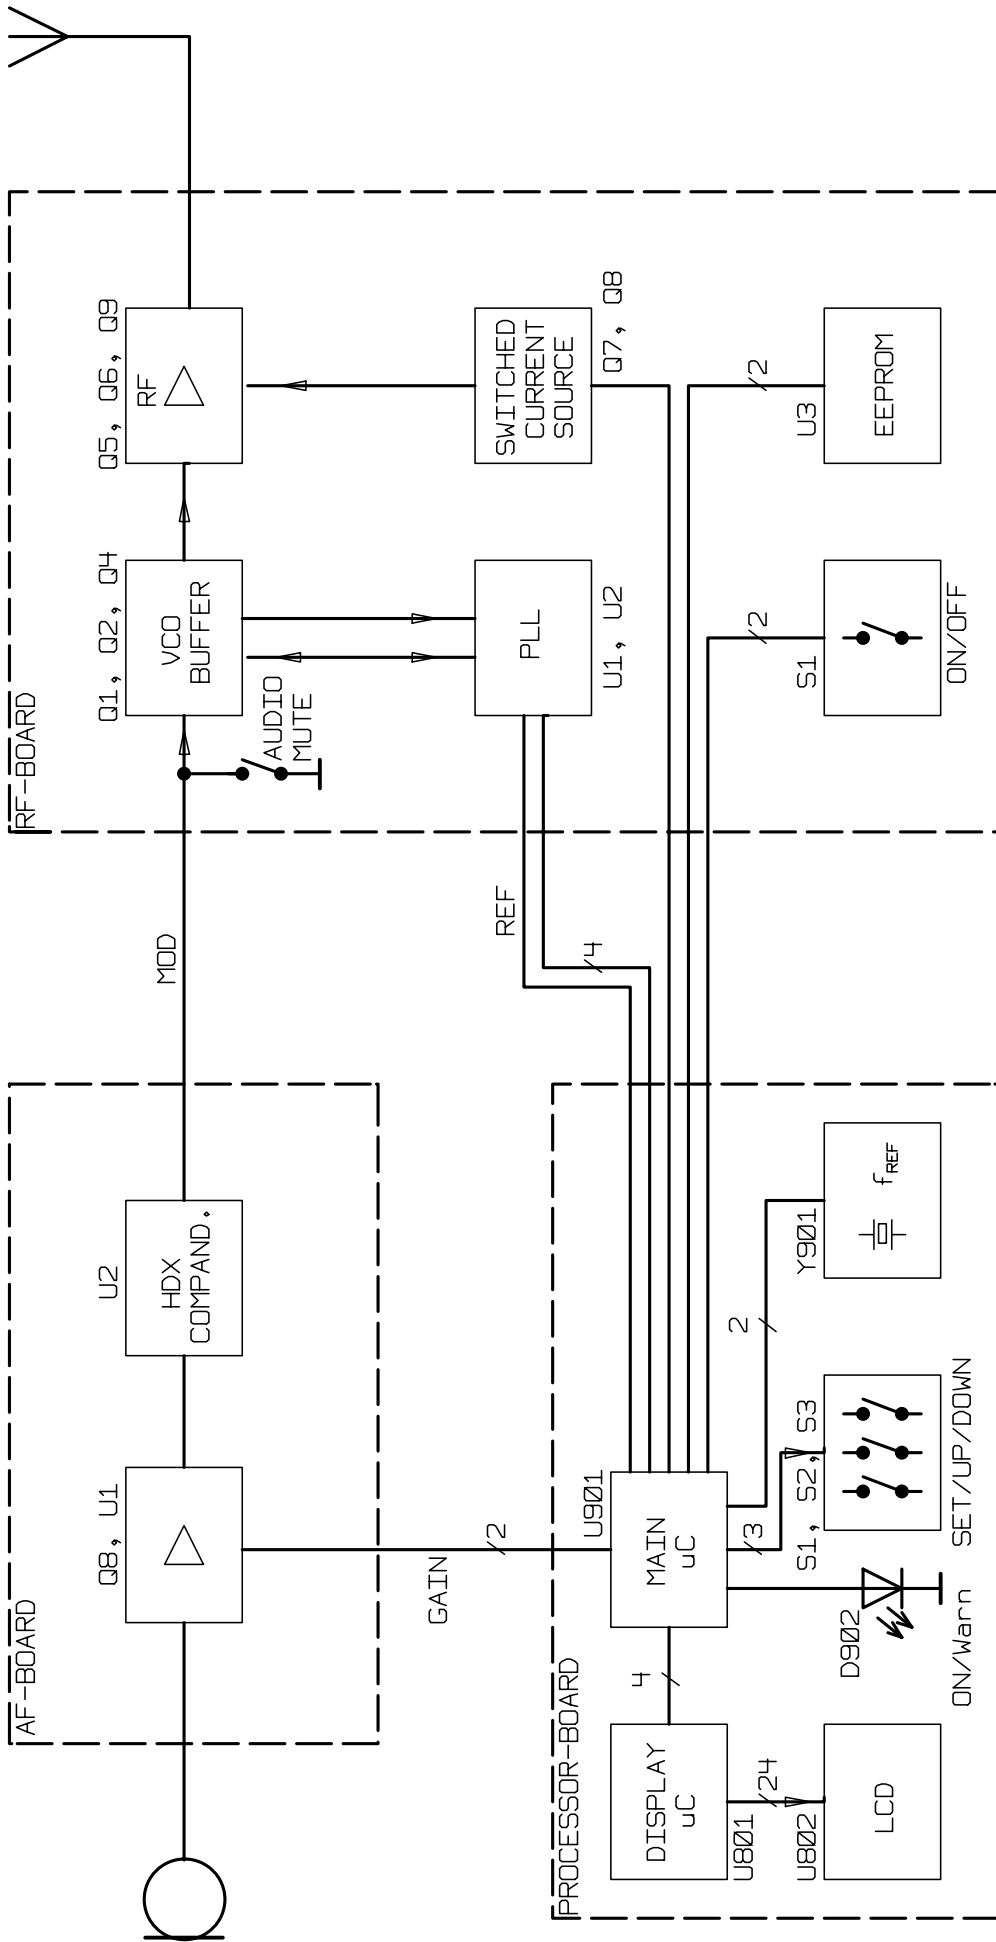 AF-BOARD
Q8, U1
U2
HDX
COMPAND.
MOD
GAIN
2
RF-BOARD
Q1, Q2, Q4
VCO
BUFFER
AUDIO
MUTE
Q5, Q6, Q9
RF
REF
4
PLL
U1, U2
SWITCHED
CURRENT
SOURCE
Q7, Q8
2
S1
ON/OFF
2
U3
EEPROM
PROCESSOR-BOARD
DISPLAY
uC
U801
4
24
U802
LCD
U901
MAIN
uC
D902
ON/Warn
3
S1, S2, S3
SET/UP/DOWN
2
Y901
fREF